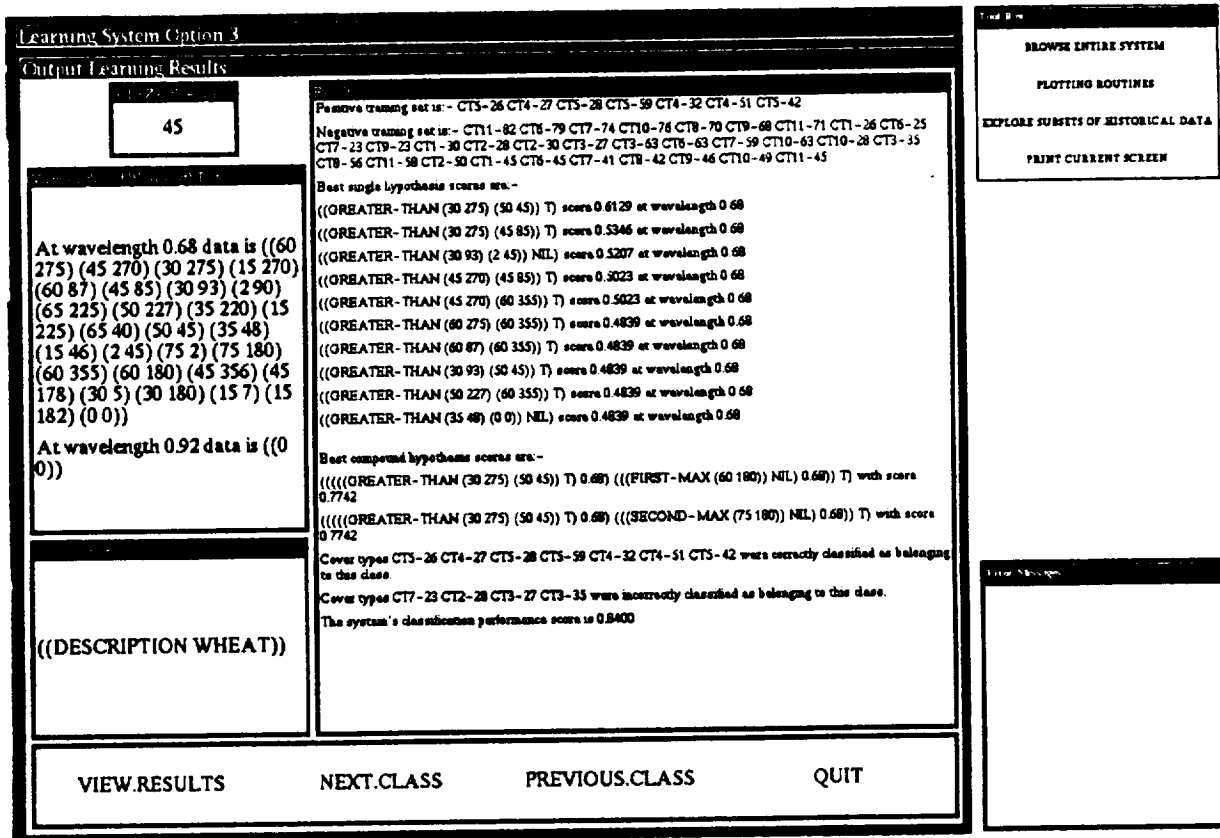 Learning System Option 3
Output Learning Results
45
At wavelength 0.68 data is ((60
275) (45 270) (30 275) (15 270)
(60 87) (45 85) (30 93) (2 90)
(65 225) (50 227) (35 220) (15
225) (65 40) (50 45) (35 48)
(15 46) (2 45) (75 2) (75 180)
(60 355) (60 180) (45 356) (45
178) (30 5) (30 180) (15 7) (15
182) (0 0))
At wavelength 0.92 data is ((0
0))
((DESCRIPTION WHEAT))
Positive training set is:- CT5-26 CT4-27 CT5-28 CT5-59 CT4-32 CT4-51 CT5-42
Negative training set is:- CT11-82 CT6-79 CT7-74 CT10-76 CT8-70 CT9-68 CT11-71 CT1-26 CT6-25
CT7-23 CT9-23 CT1-30 CT2-28 CT2-30 CT3-27 CT3-63 CT6-63 CT7-59 CT10-63 CT10-28 CT3-35
CT8-56 CT11-58 CT2-50 CT1-45 CT6-45 CT7-41 CT8-42 CT9-46 CT10-49 CT11-45
Best single hypothesis scores are:-
((GREATER-THAN (30 275) (50 45)) T) score 0.6129 at wavelength 0.68
((GREATER-THAN (30 275) (45 85)) T) score 0.5346 at wavelength 0.68
((GREATER-THAN (30 93) (2 45)) NIL) score 0.5207 at wavelength 0.68
((GREATER-THAN (45 270) (45 85)) T) score 0.5023 at wavelength 0.68
((GREATER-THAN (45 270) (60 355)) T) score 0.5023 at wavelength 0.68
((GREATER-THAN (60 275) (60 355)) T) score 0.4839 at wavelength 0.68
((GREATER-THAN (60 87) (60 355)) T) score 0.4839 at wavelength 0.68
((GREATER-THAN (30 93) (50 45)) T) score 0.4839 at wavelength 0.68
((GREATER-THAN (50 227) (60 355)) T) score 0.4839 at wavelength 0.68
((GREATER-THAN (35 48) (0 0)) NIL) score 0.4839 at wavelength 0.68
Best compound hypothesis scores are:-
(((((GREATER-THAN (30 275) (50 45)) T) 0.68) (((FIRST-MAX (60 180)) NIL) 0.68)) T) with score
0.7742
(((((GREATER-THAN (30 275) (50 45)) T) 0.68) (((SECOND-MAX (75 180)) NIL) 0.68)) T) with score
0.7742
Cover types CT5-26 CT4-27 CT5-28 CT5-59 CT4-32 CT4-51 CT5-42 were correctly classified as belonging
to this class.
Cover types CT7-23 CT2-28 CT3-27 CT3-35 were incorrectly classified as belonging to this class.
The system's classification performance score is 0.8400
VIEW.RESULTS NEXT.CLASS PREVIOUS.CLASS QUIT
Tool Box
BROWSE ENTIRE SYSTEM
PLOTTING ROUTINES
EXPLORE SUBSETS OF HISTORICAL DATA
PRINT CURRENT SCREEN
Error Messages